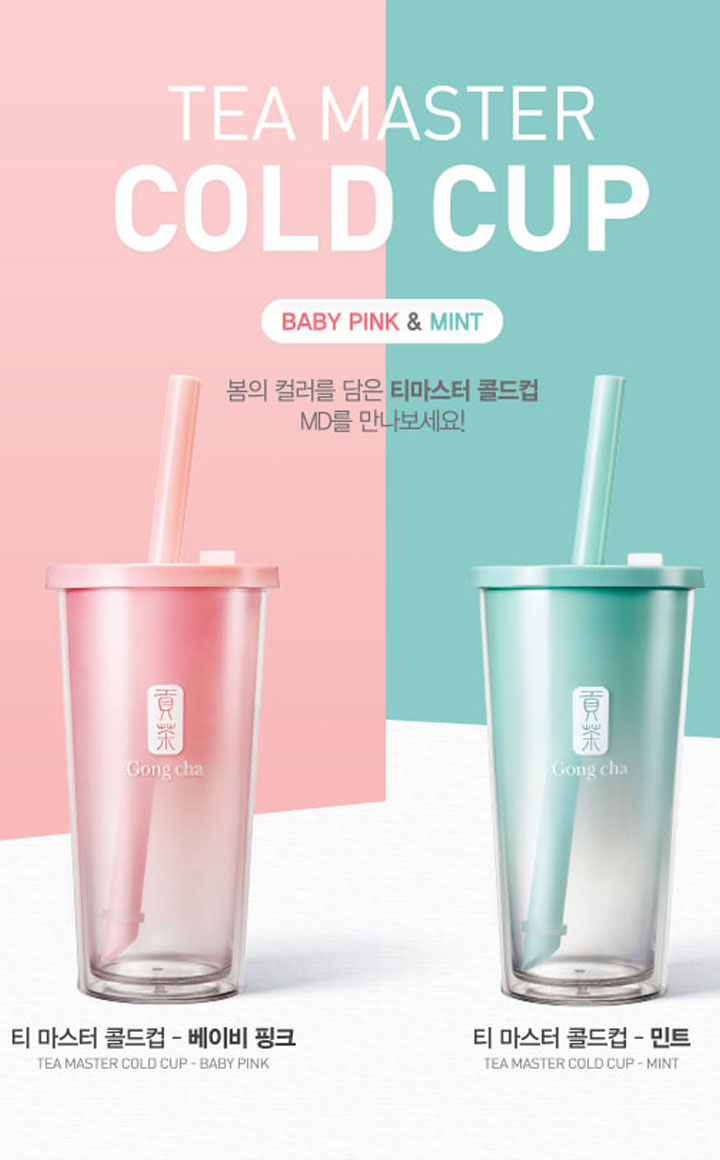 TEA MASTER
COLD CUP
BABY PINK & MINT
봄의 컬러를 담은 티마스터 콜드컵
MD를 만나보세요!
貢茶
Gong cha
貢茶
Gong cha
티 마스터 콜드컵 - 베이비 핑크
TEA MASTER COLD CUP - BABY PINK
티 마스터 콜드컵 - 민트
TEA MASTER COLD CUP - MINT